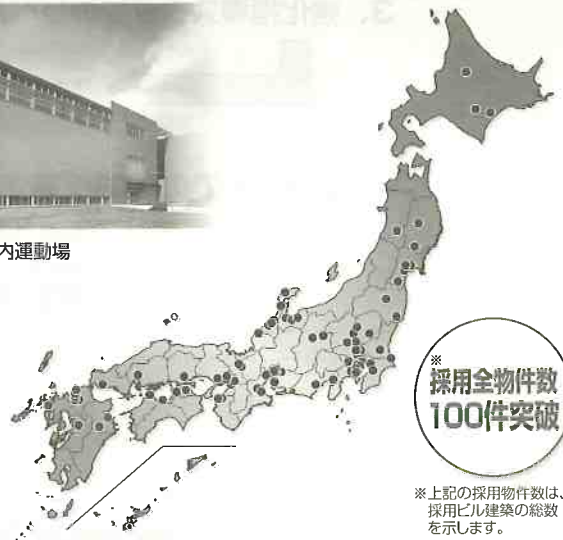 内運動場
※
採用全物件数
100件突破
※上記の採用物件数は、
採用ビル建築の総数
を示します。